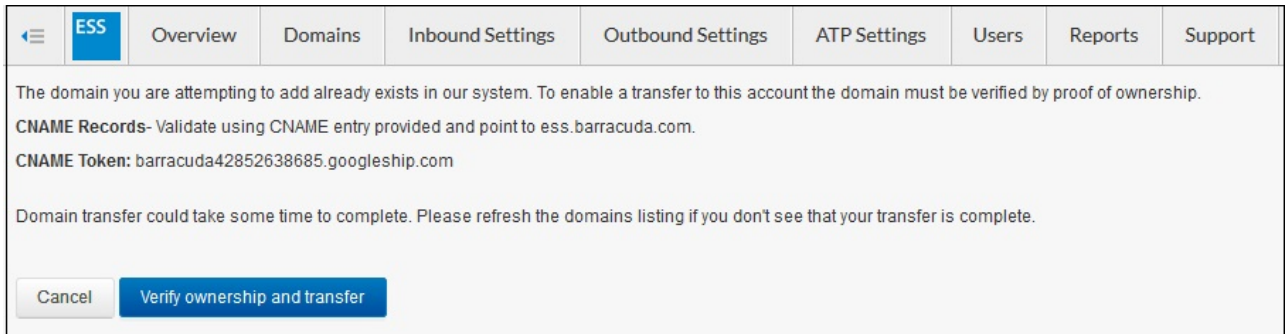 ESS Overview Domains Inbound Settings Outbound Settings ATP Settings Users Reports Support
The domain you are attempting to add already exists in our system. To enable a transfer to this account the domain must be verified by proof of ownership.
CNAME Records- Validate using CNAME entry provided and point to ess.barracuda.com.
CNAME Token: barracuda42852638685.googleship.com
Domain transfer could take some time to complete. Please refresh the domains listing if you don't see that your transfer is complete.
Cancel Verify ownership and transfer